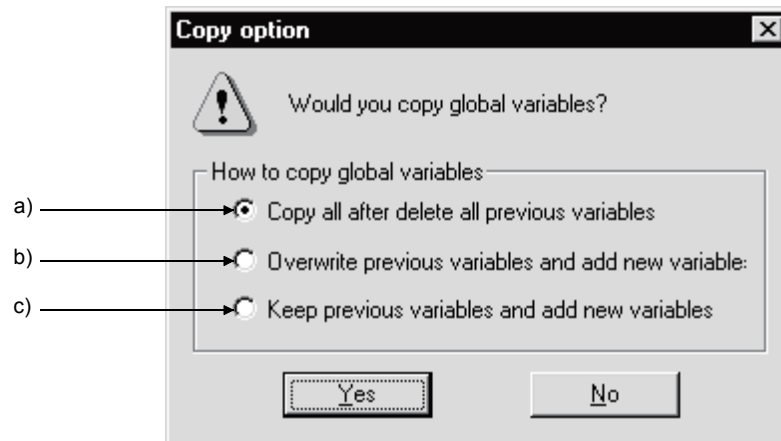 Copy option
Would you copy global variables?
How to copy global variables
a) Copy all after delete all previous variables
b) Overwrite previous variables and add new variable:
c) Keep previous variables and add new variables
Yes No